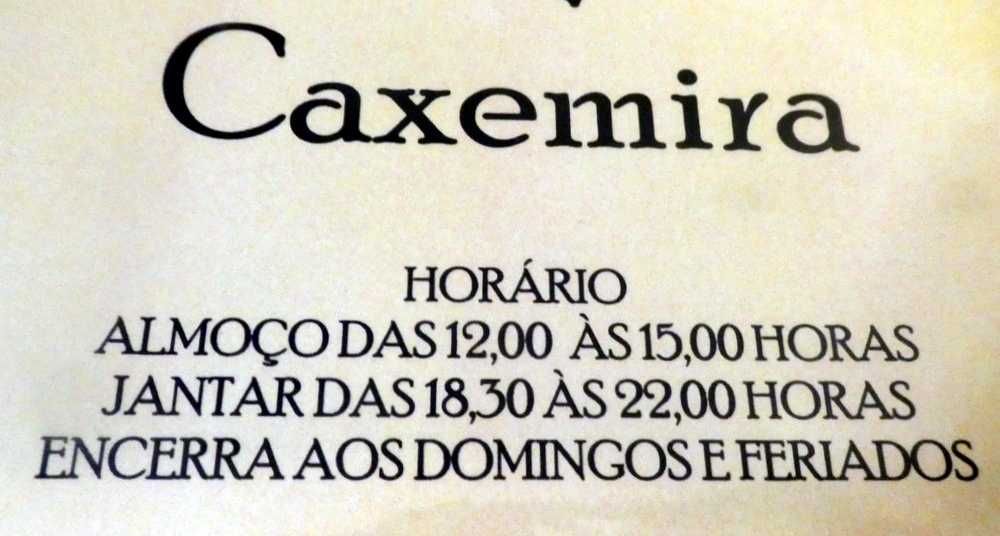 Caxemira
HORÁRIO
ALMOÇO DAS 12,00 ÀS 15,00 HORAS
JANTAR DAS 18,30 ÀS 22,00 HORAS
ENCERRA AOS DOMINGOS E FERIADOS